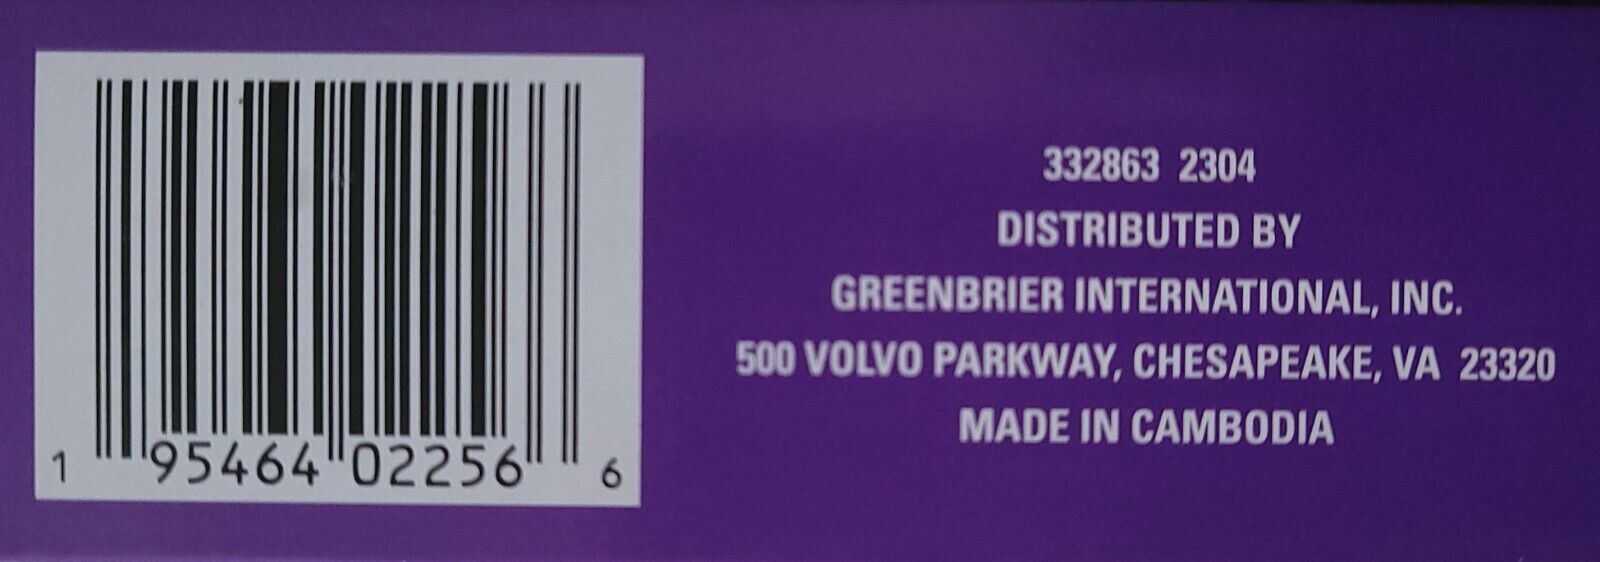 1 95464 02256 6
332863 2304
DISTRIBUTED BY
GREENBRIER INTERNATIONAL, INC.
500 VOLVO PARKWAY, CHESAPEAKE, VA 23320
MADE IN CAMBODIA